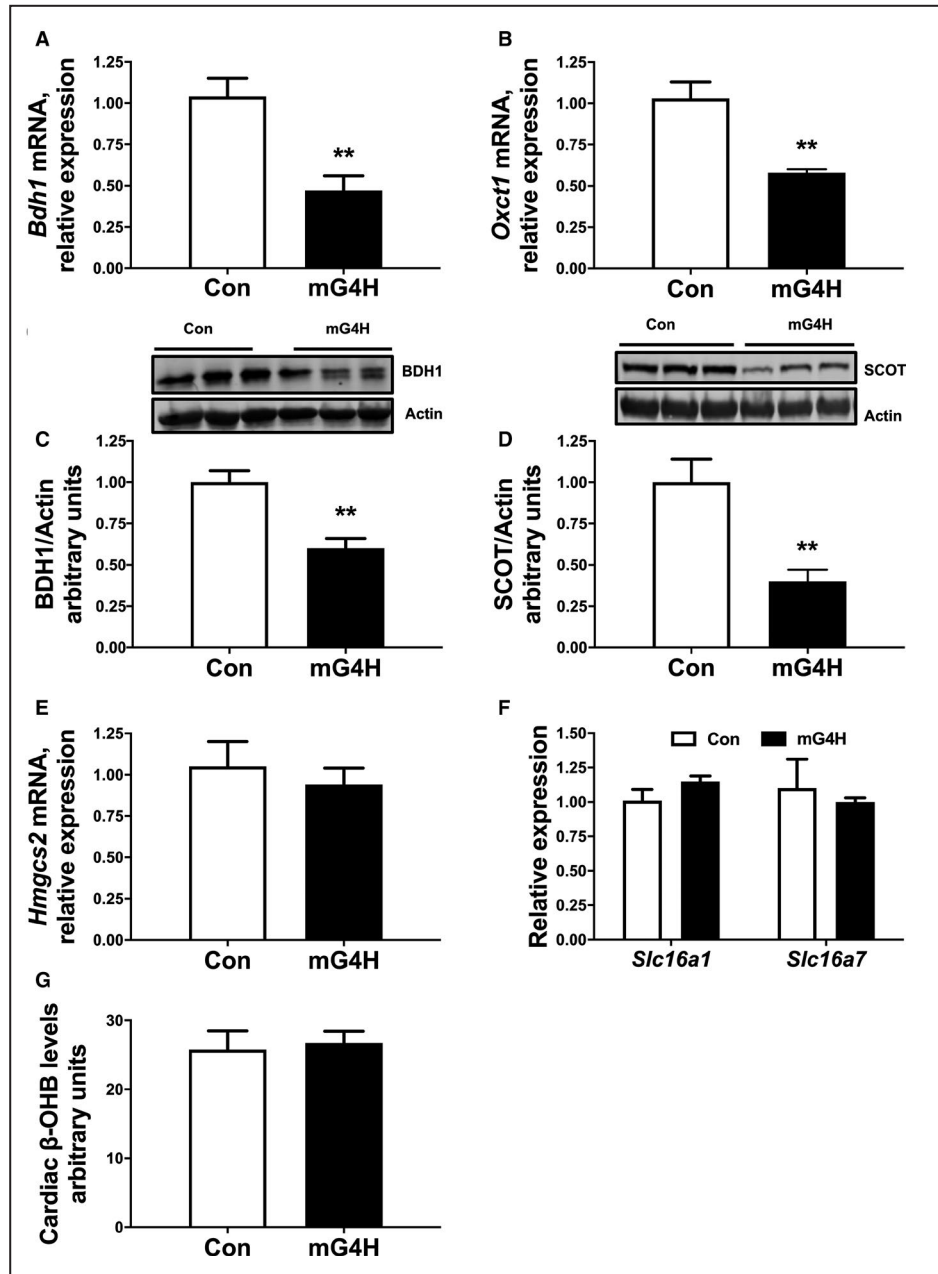 A
Bdh1 mRNA,
relative expression
1.25
1.00
0.75
0.50
0.25
0.00
**
Con
mG4H
B
Oxct1 mRNA,
relative expression
1.25
1.00
0.75
0.50
0.25
0.00
**
Con
mG4H
Con
mG4H
BDH1
Actin
C
BDH1/Actin
arbitrary units
1.25
1.00
0.75
0.50
0.25
0.00
**
Con
mG4H
Con
mG4H
SCOT
Actin
D
SCOT/Actin
arbitrary units
1.25
1.00
0.75
0.50
0.25
0.00
**
Con
mG4H
E
Hmgcs2 mRNA,
relative expression
1.25
1.00
0.75
0.50
0.25
0.00
Con
mG4H
F
Relative expression
1.50
1.25
1.00
0.75
0.50
0.25
0.00
Con
mG4H
Slc16a1
Slc16a7
G
Cardiac β-OHB levels
arbitrary units
30
20
10
0
Con
mG4H